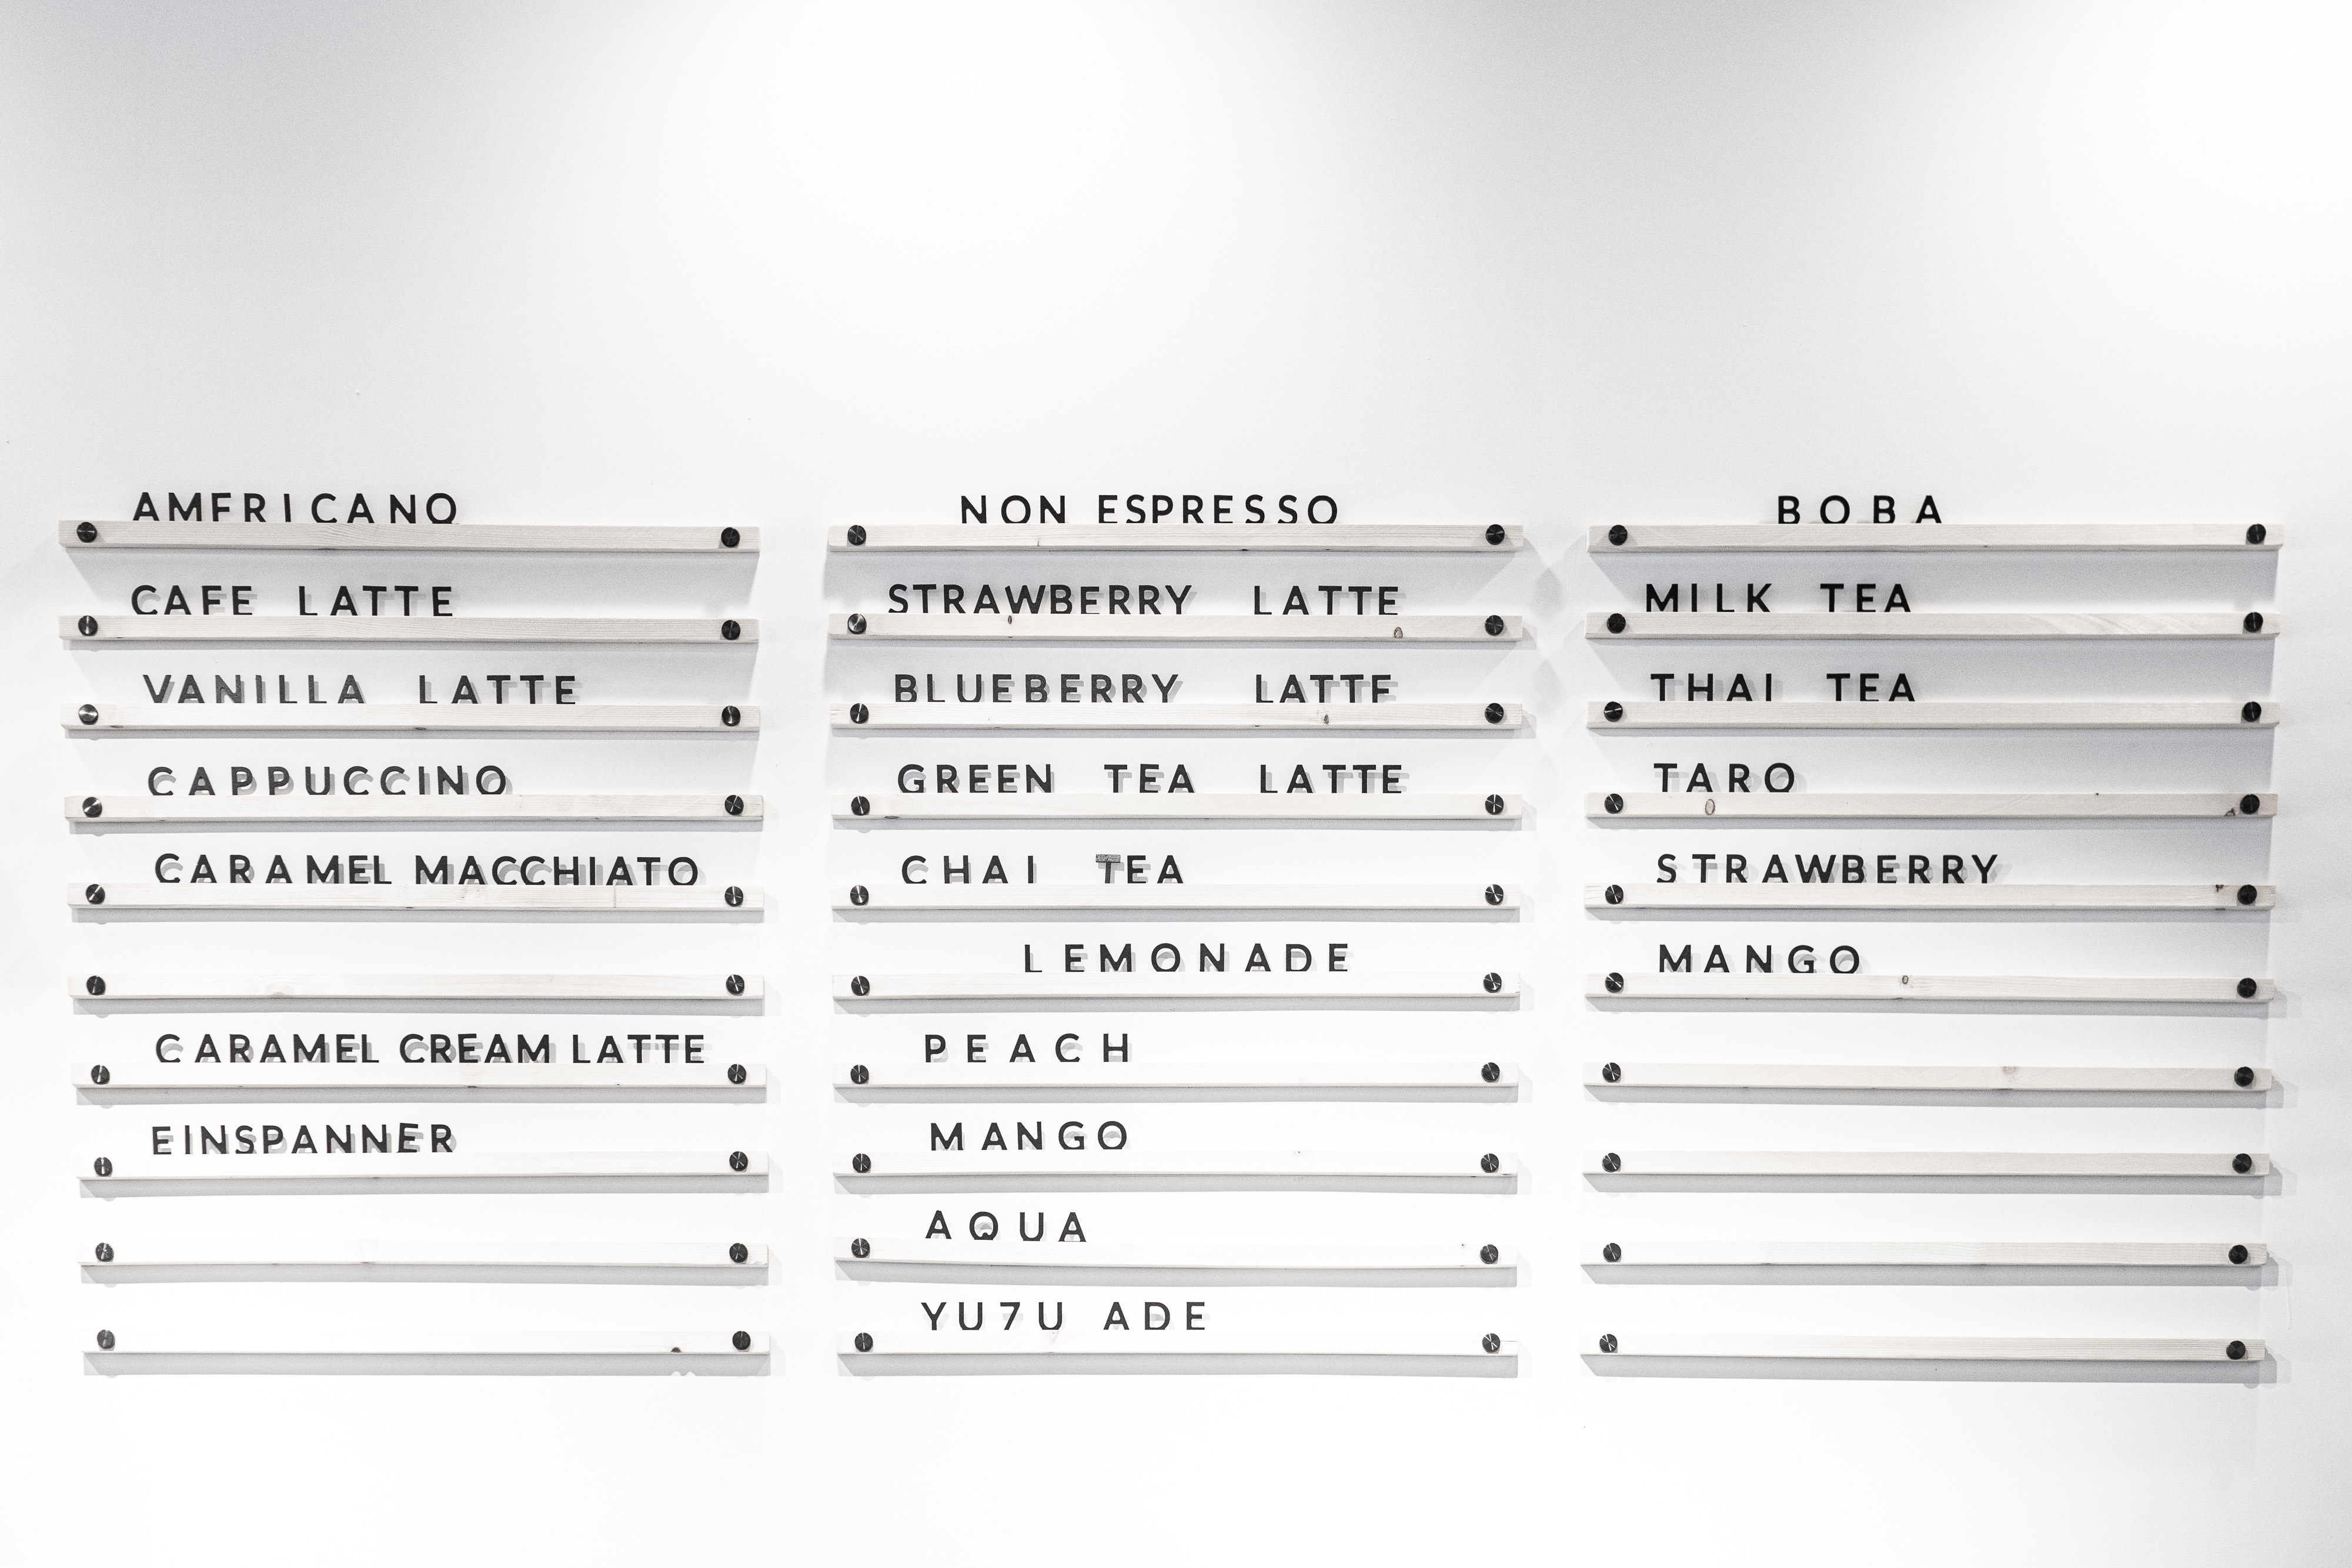 AMERICANO
CAFE LATTE
VANILLA LATTE
CAPPUCCINO
CARAMEL MACCHIATO
CARAMEL CREAM LATTE
EINSPANNER
NON ESPRESSO
STRAWBERRY LATTE
BLUEBERRY LATTE
GREEN TEA LATTE
CHAI TEA
LEMONADE
PEACH
MANGO
AQUA
YU7U ADE
BOBA
MILK TEA
THAI TEA
TARO
STRAWBERRY
MANGO